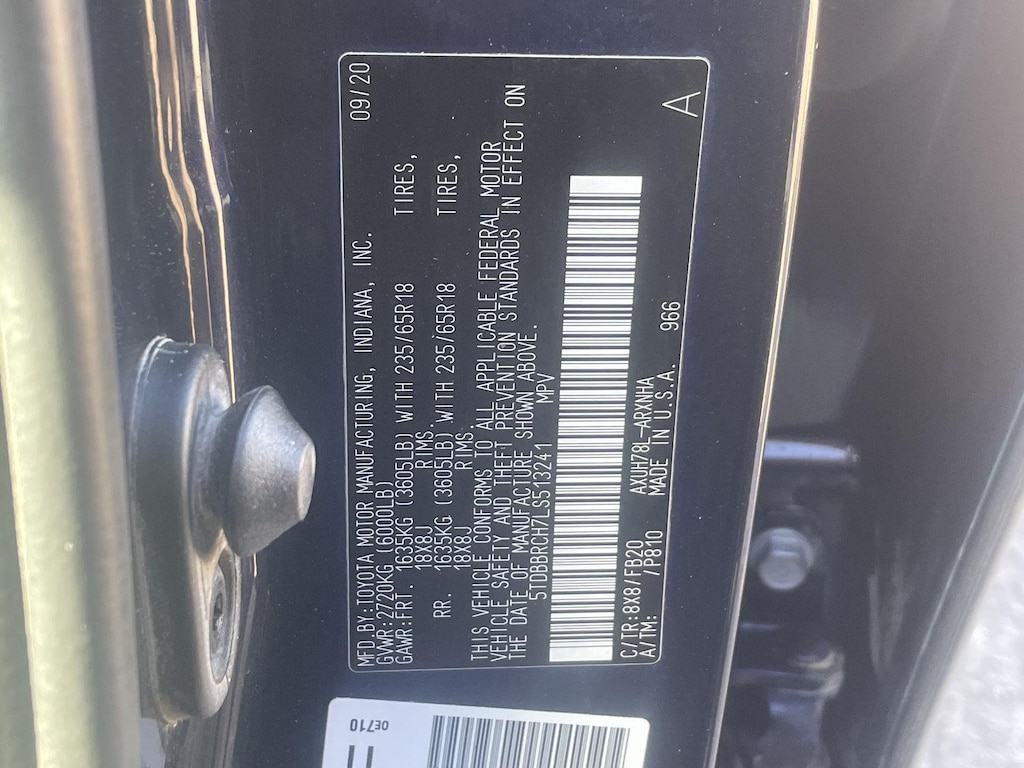 MFD.BY:TOYOTA MOTOR MANUFACTURING, INDIANA, INC. 09/20
GVWR:2720KG (6000LB)
GAWR:FRT. 1635KG (3605LB) WITH 235/65R18 TIRES,
18X8J RIMS.
RR. 1635KG (3605LB) WITH 235/65R18 TIRES,
18X8J RIMS.
THIS VEHICLE CONFORMS TO ALL APPLICABLE FEDERAL MOTOR
VEHICLE SAFETY AND THEFT PREVENTION STANDARDS IN EFFECT ON
THE DATE OF MANUFACTURE SHOWN ABOVE.
5TDBBRCH7LS513241 MPV
C/TR:8X8/FB20 AXUH78L-ARXNHA 966 A
A/TM: /P810 MADE IN U.S.A.
0E710